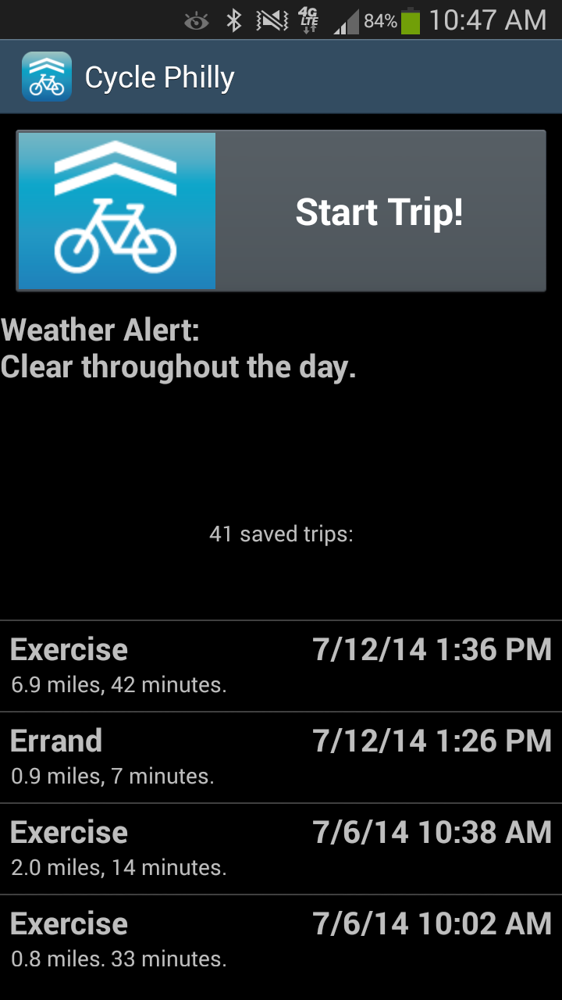 4G LTE 84% 10:47 AM
Cycle Philly
Start Trip!
Weather Alert:
Clear throughout the day.
41 saved trips:
Exercise 7/12/14 1:36 PM
6.9 miles, 42 minutes.
Errand 7/12/14 1:26 PM
0.9 miles, 7 minutes.
Exercise 7/6/14 10:38 AM
2.0 miles, 14 minutes.
Exercise 7/6/14 10:02 AM
0.8 miles. 33 minutes.